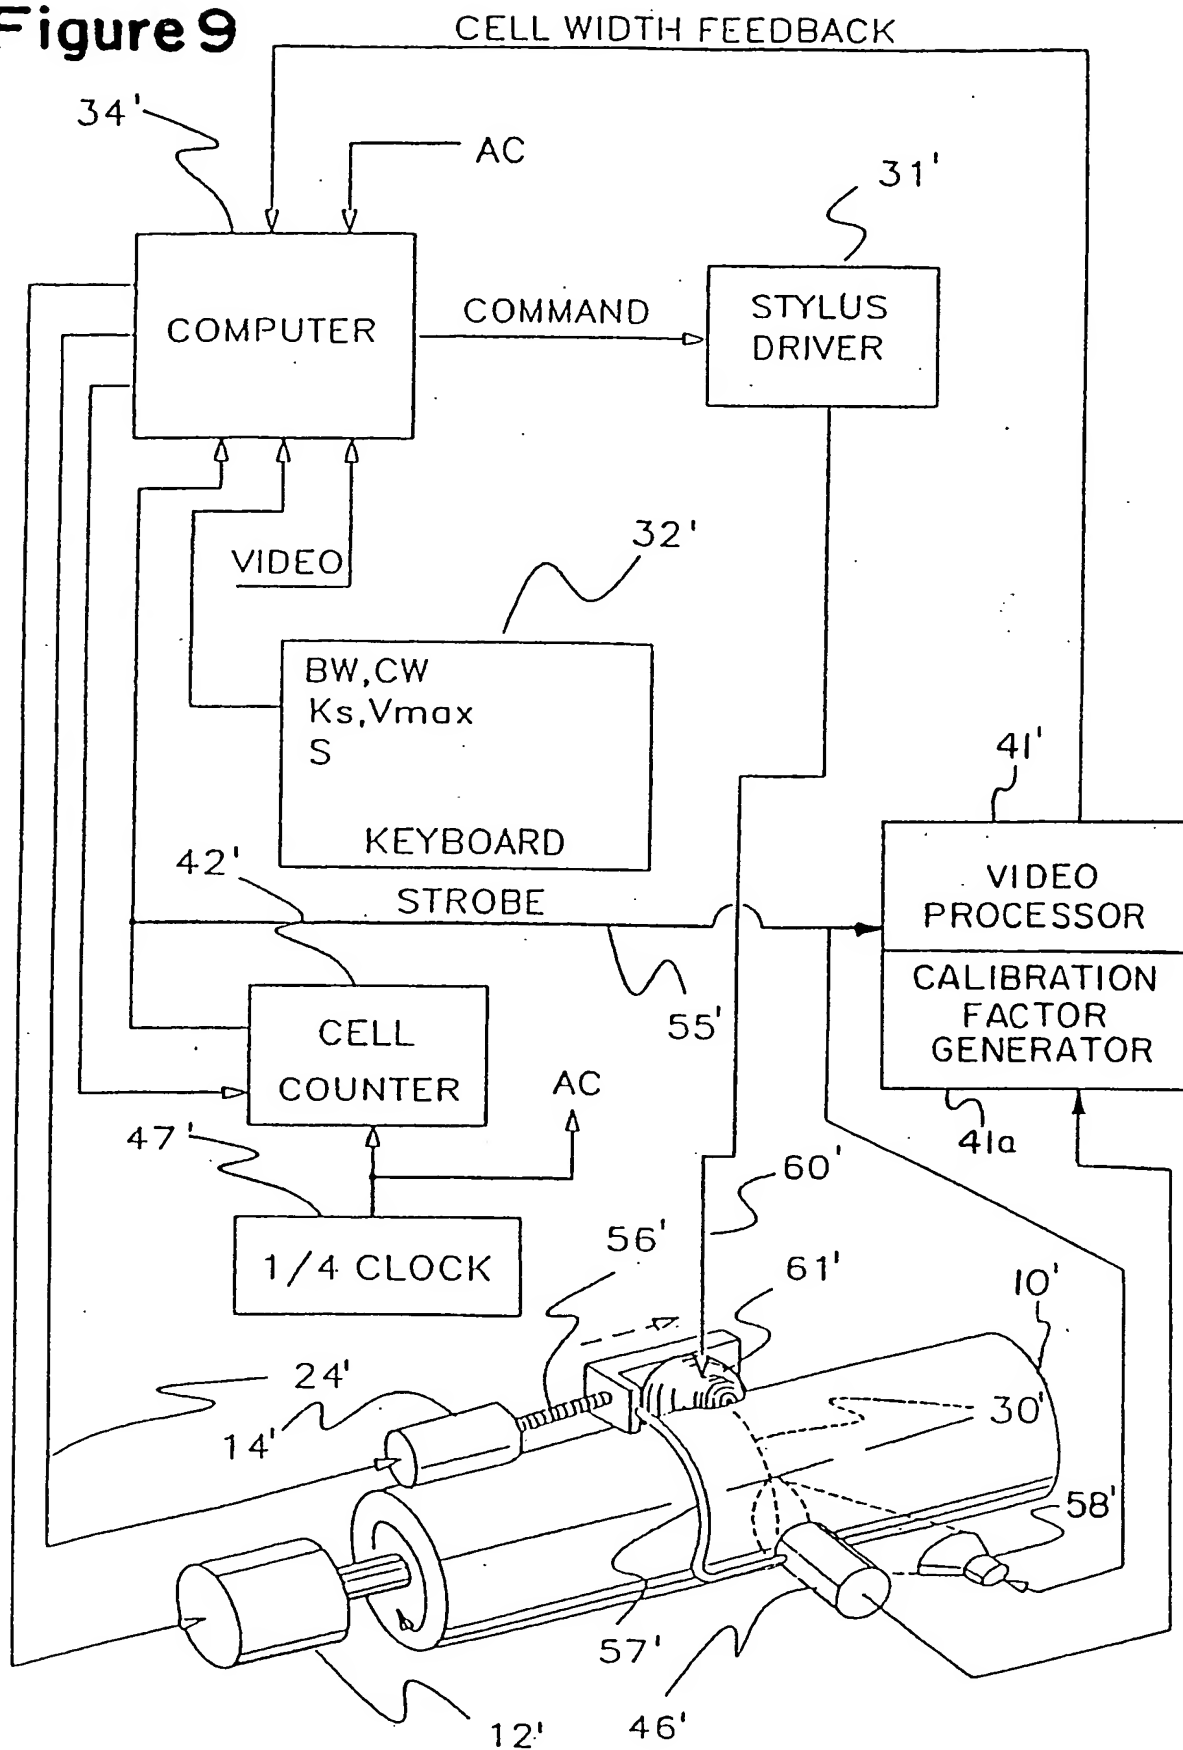 Figure 9
CELL WIDTH FEEDBACK
34'
AC
31'
COMPUTER
COMMAND
STYLUS
DRIVER
VIDEO
32'
BW,CW
Ks,Vmax
S
KEYBOARD
41'
42'
STROBE
VIDEO
PROCESSOR
55'
CALIBRATION
FACTOR
GENERATOR
CELL
COUNTER
AC
47'
41a
60'
1/4 CLOCK
56'
61'
10'
24'
14'
30'
58'
57'
46'
12'